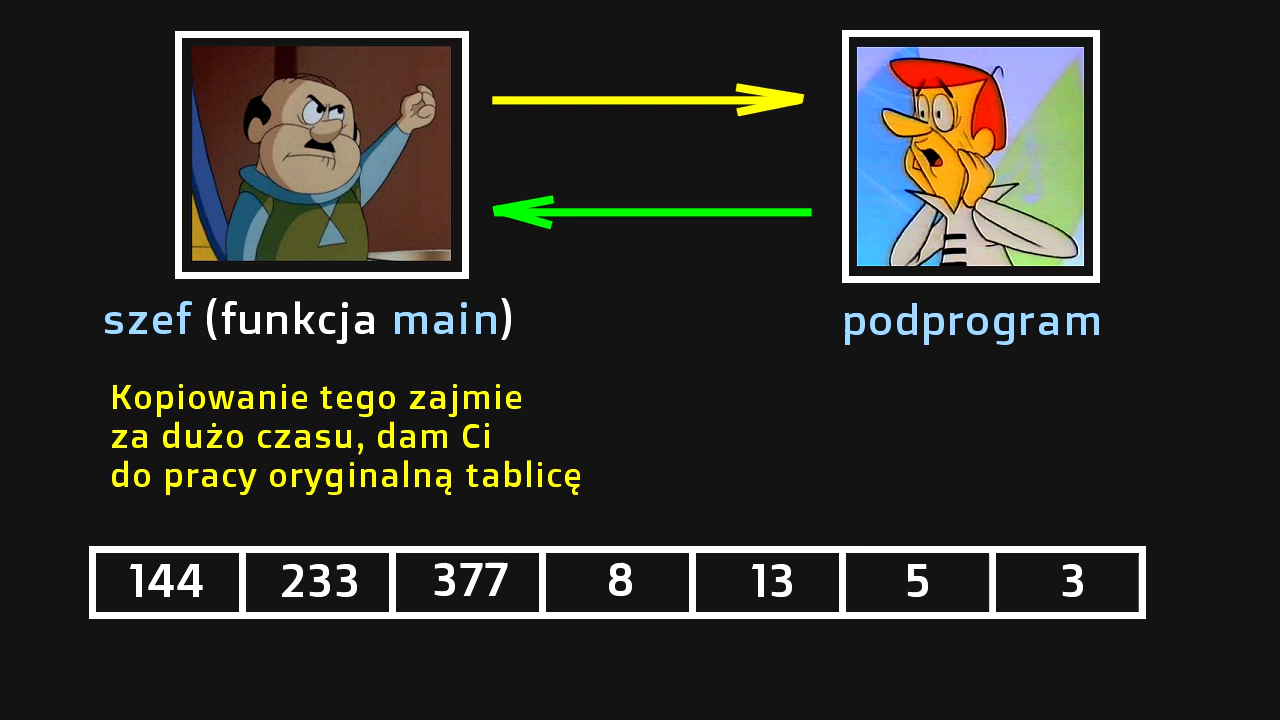 szef (funkcja main)
podprogram
Kopiowanie tego zajmie
za dużo czasu, dam Ci
do pracy oryginalną tablicę
144 233 377 8 13 5 3